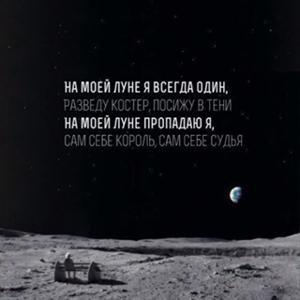 НА МОЕЙ ЛУНЕ Я ВСЕГДА ОДИН,
РАЗВЕДУ КОСТЕР, ПОСИЖУ В ТЕНИ
НА МОЕЙ ЛУНЕ ПРОПАДАЮ Я,
САМ СЕБЕ КОРОЛЬ, САМ СЕБЕ СУДЬЯ